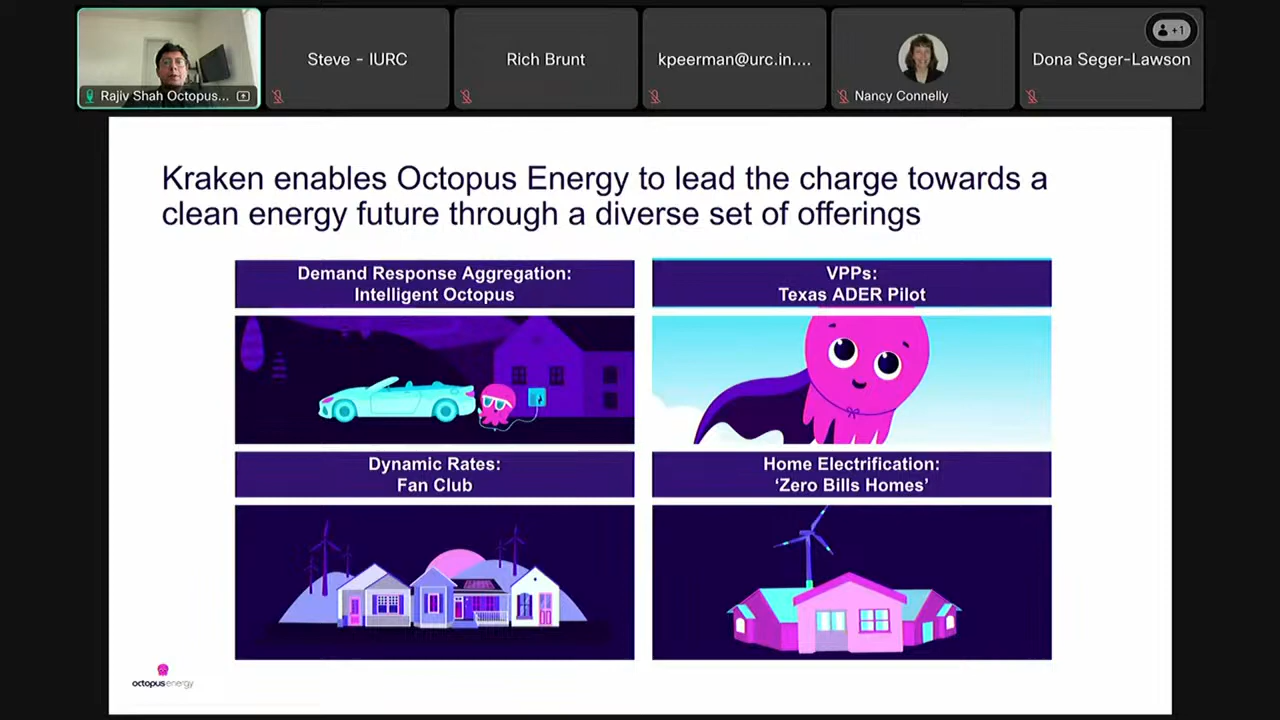 Rajiv Shah Octopus...
Steve - IURC
Rich Brunt
kpeerman@urc.in....
Nancy Connelly
+1
Dona Seger-Lawson
Kraken enables Octopus Energy to lead the charge towards a
clean energy future through a diverse set of offerings
Demand Response Aggregation:
Intelligent Octopus
VPPs:
Texas ADER Pilot
Dynamic Rates:
Fan Club
Home Electrification:
‘Zero Bills Homes’
octopusenergy